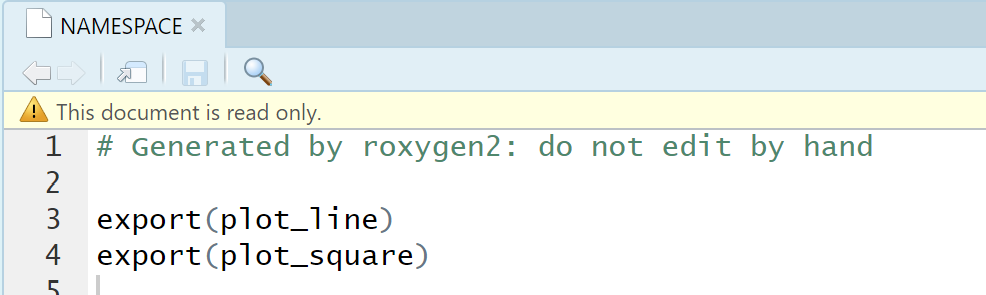 NAMESPACE
This document is read only.
1 # Generated by roxygen2: do not edit by hand
2
3 export(plot_line)
4 export(plot_square)
5